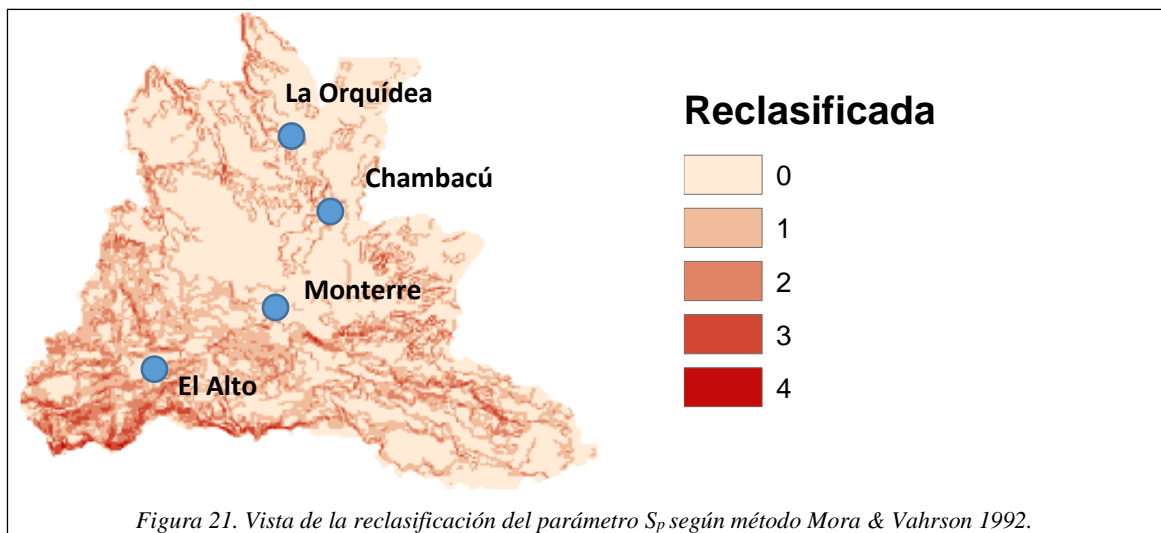 La Orquídea
Chambacú
Monterre
El Alto
Reclasificada
0
1
2
3
4
Figura 21. Vista de la reclasificación del parámetro Sp según método Mora & Vahrson 1992.